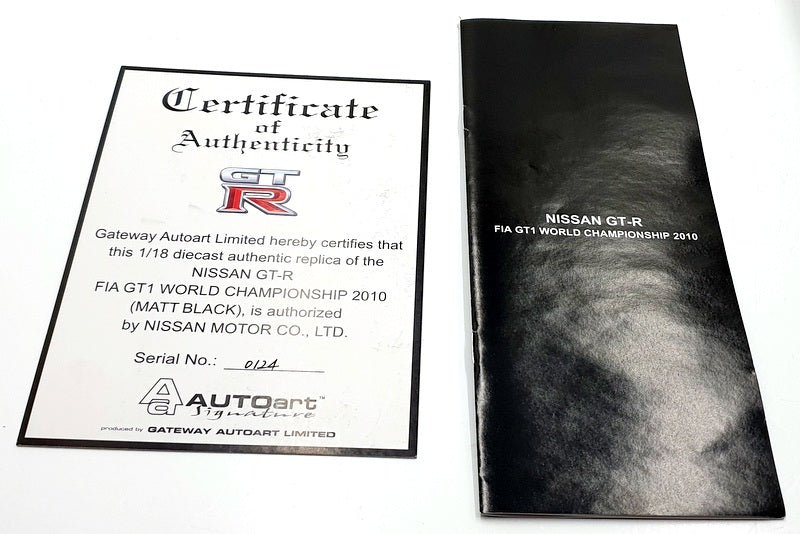 Certificate
of
Authenticity
GT
R
Gateway Autoart Limited hereby certifies that
this 1/18 diecast authentic replica of the
NISSAN GT-R
FIA GT1 WORLD CHAMPIONSHIP 2010
(MATT BLACK), is authorized
by NISSAN MOTOR CO., LTD.
Serial No.: 0124
Aa AUTOart™
Signature
produced by GATEWAY AUTOART LIMITED
NISSAN GT-R
FIA GT1 WORLD CHAMPIONSHIP 2010